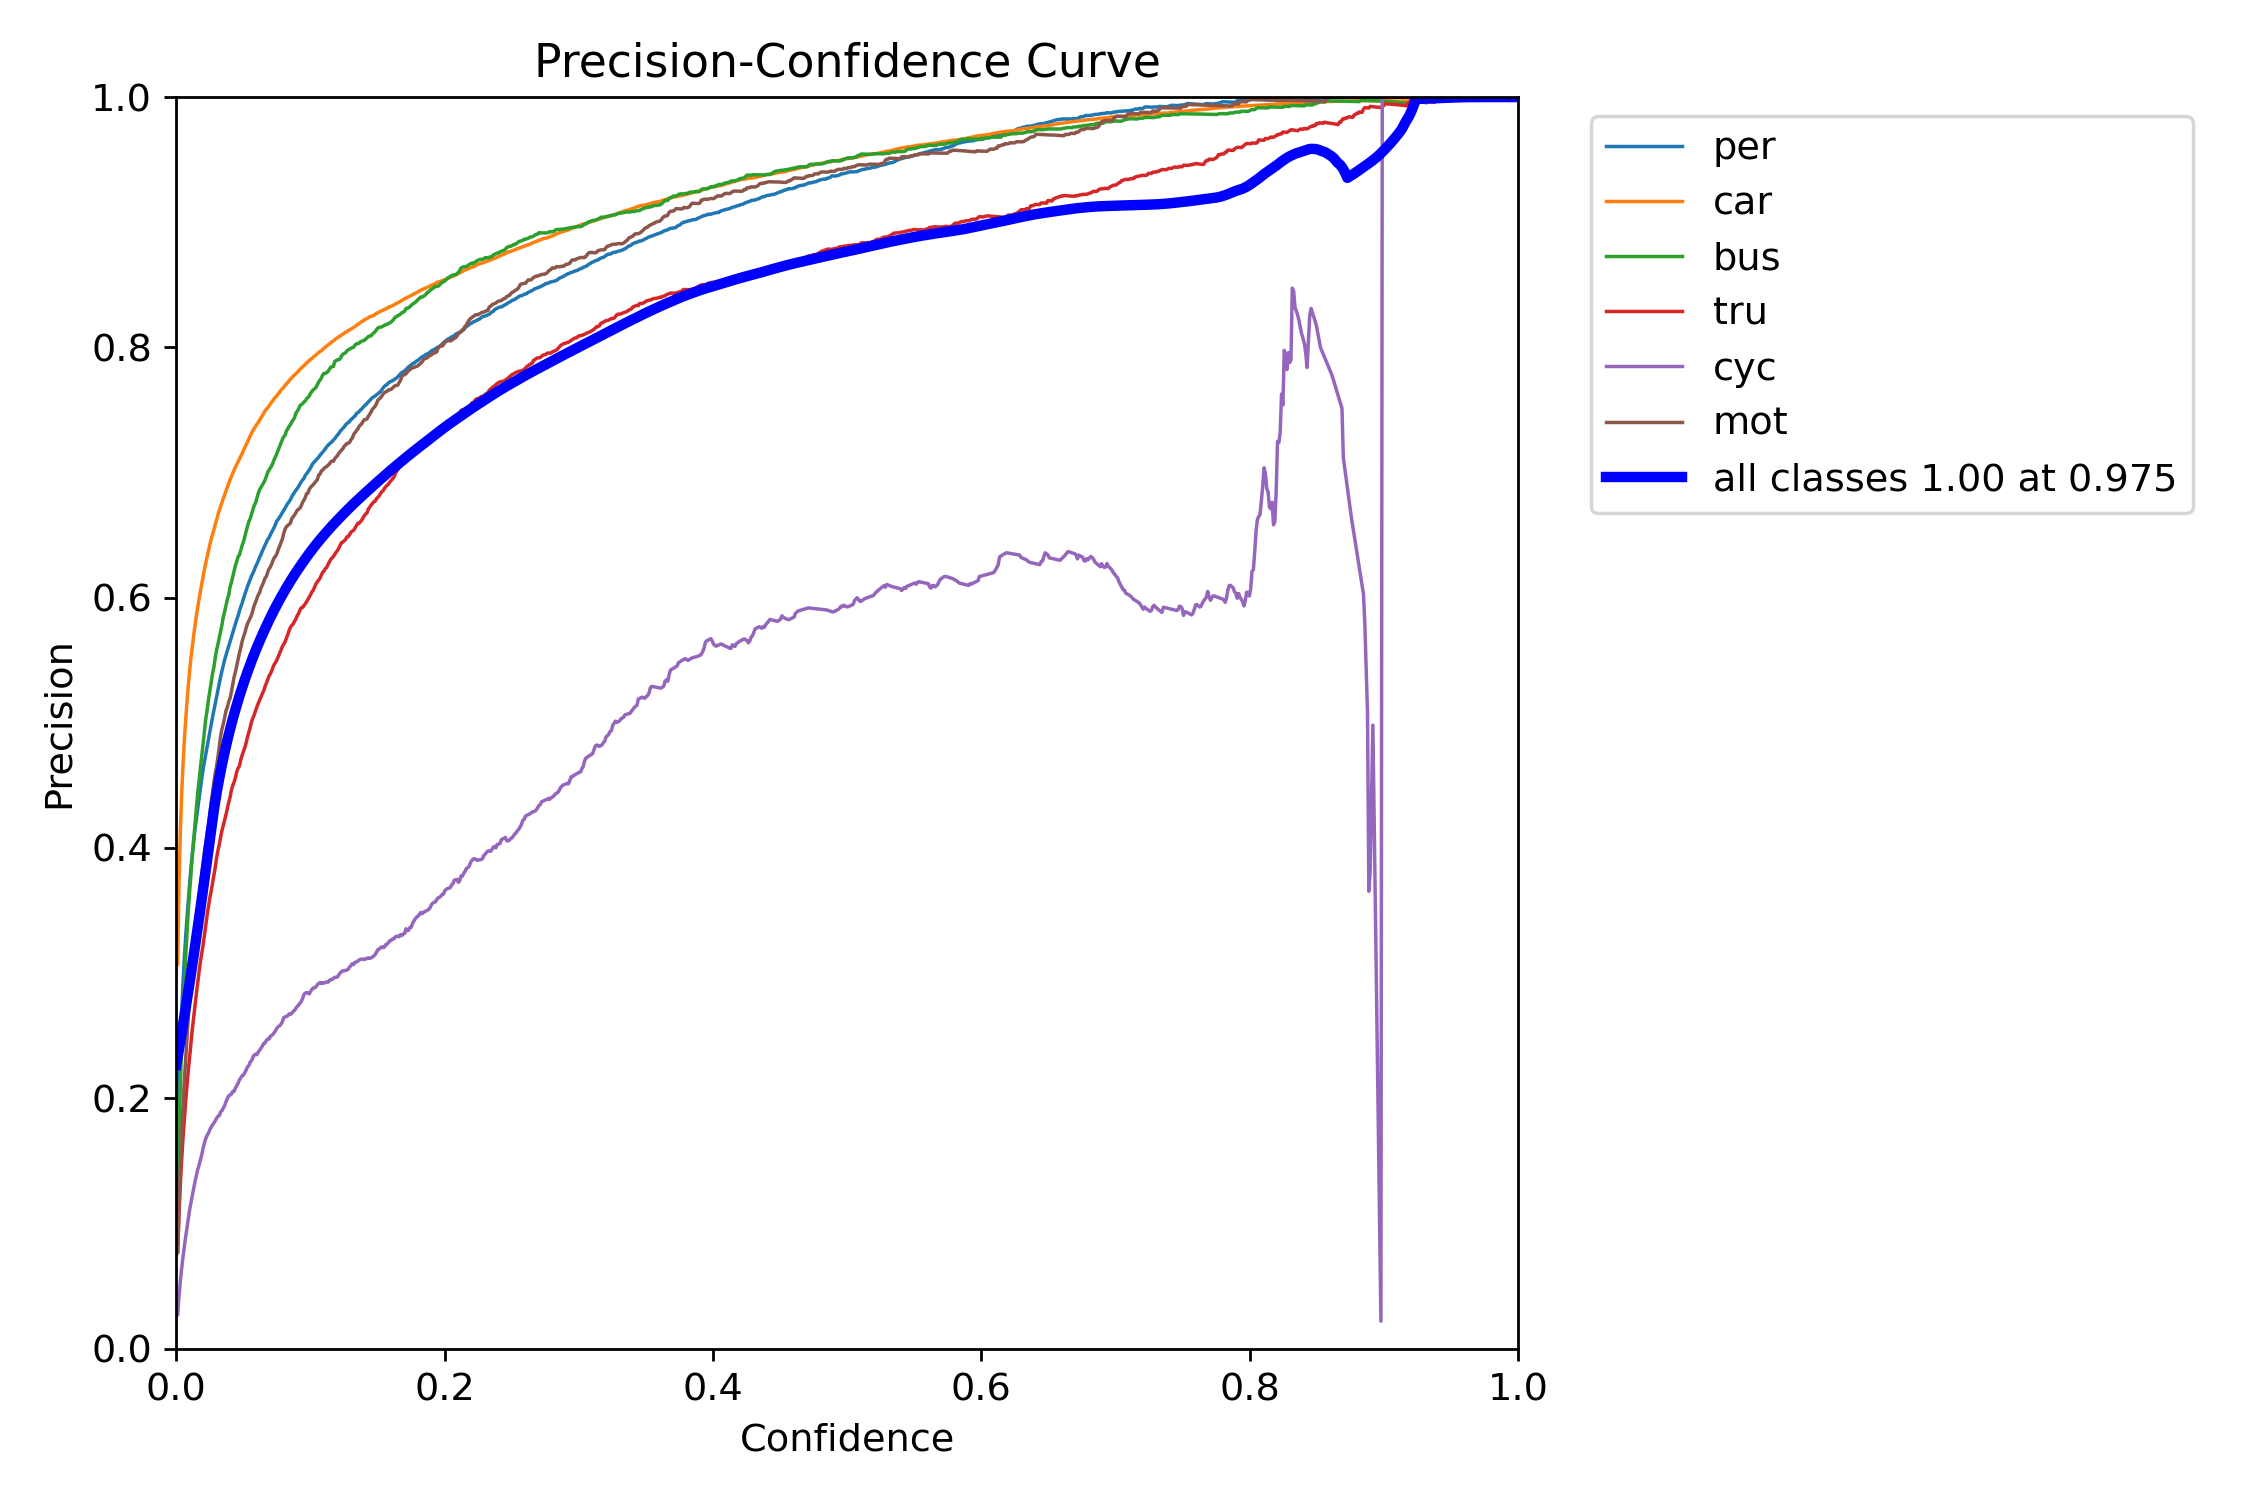 Precision-Confidence Curve
1.0
0.8
0.6
0.4
0.2
0.0
Precision
0.0 0.2 0.4 0.6 0.8 1.0
Confidence
per
car
bus
tru
cyc
mot
all classes 1.00 at 0.975